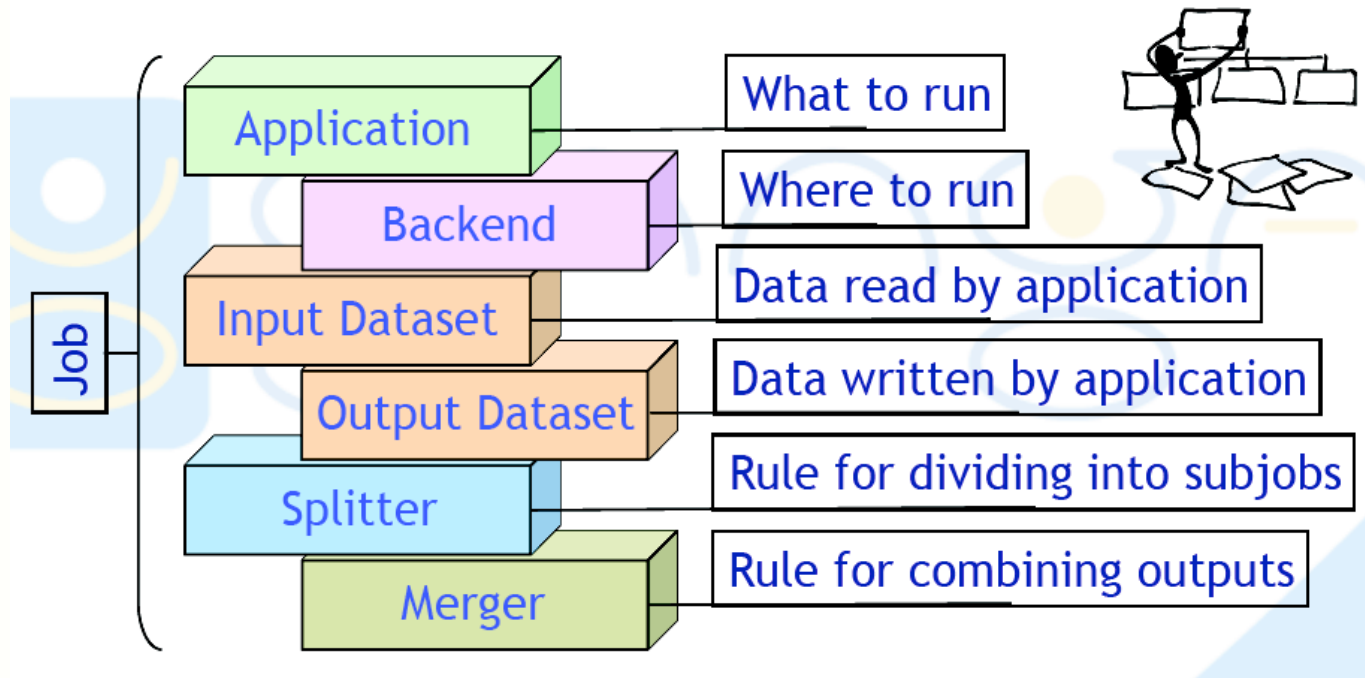 Job
Application
What to run
Backend
Where to run
Input Dataset
Data read by application
Output Dataset
Data written by application
Splitter
Rule for dividing into subjobs
Merger
Rule for combining outputs